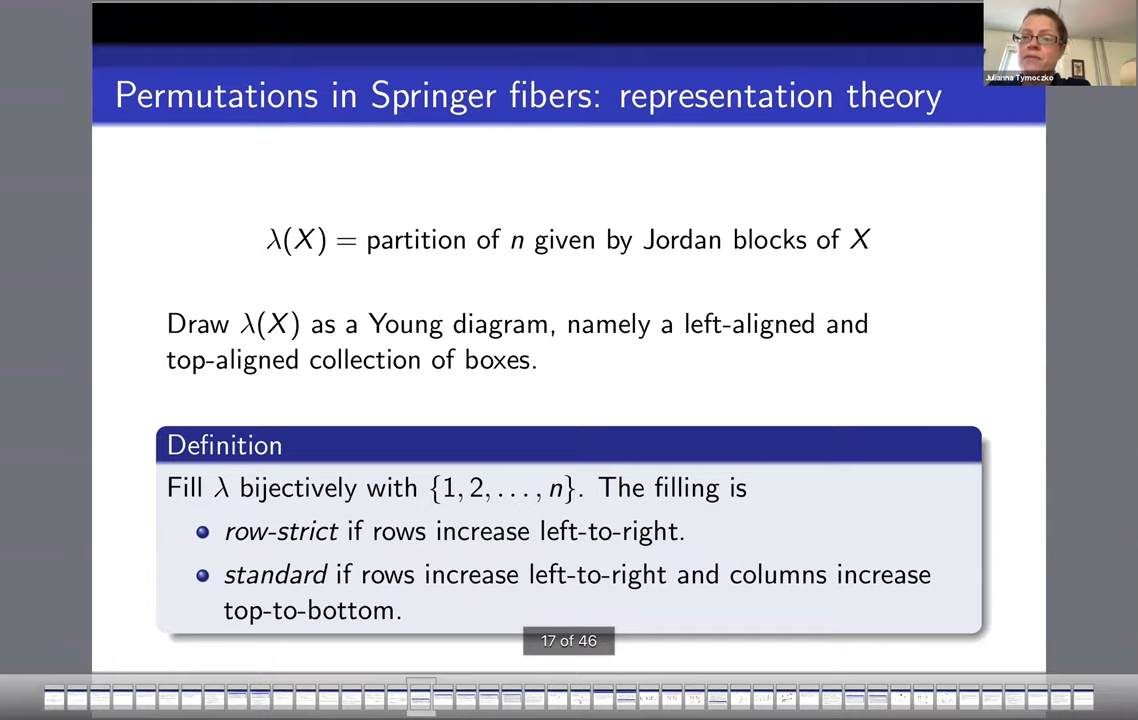 Julianna Tymoczko
Permutations in Springer fibers: representation theory
λ(X) = partition of n given by Jordan blocks of X
Draw λ(X) as a Young diagram, namely a left-aligned and
top-aligned collection of boxes.
Definition
Fill λ bijectively with {1, 2, . . . , n}. The filling is
row-strict if rows increase left-to-right.
standard if rows increase left-to-right and columns increase
top-to-bottom.
17 of 46